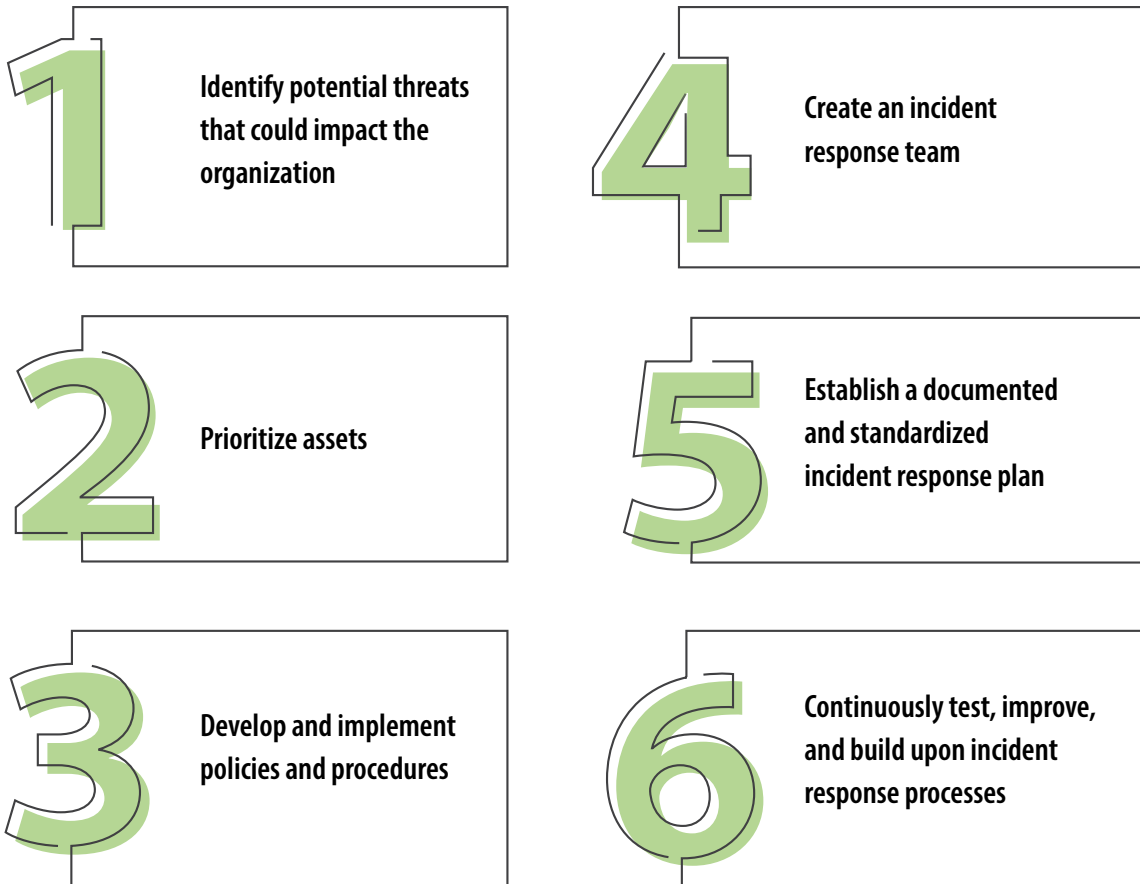 1
Identify potential threats
that could impact the
organization
2
Prioritize assets
3
Develop and implement
policies and procedures
4
Create an incident
response team
5
Establish a documented
and standardized
incident response plan
6
Continuously test, improve,
and build upon incident
response processes